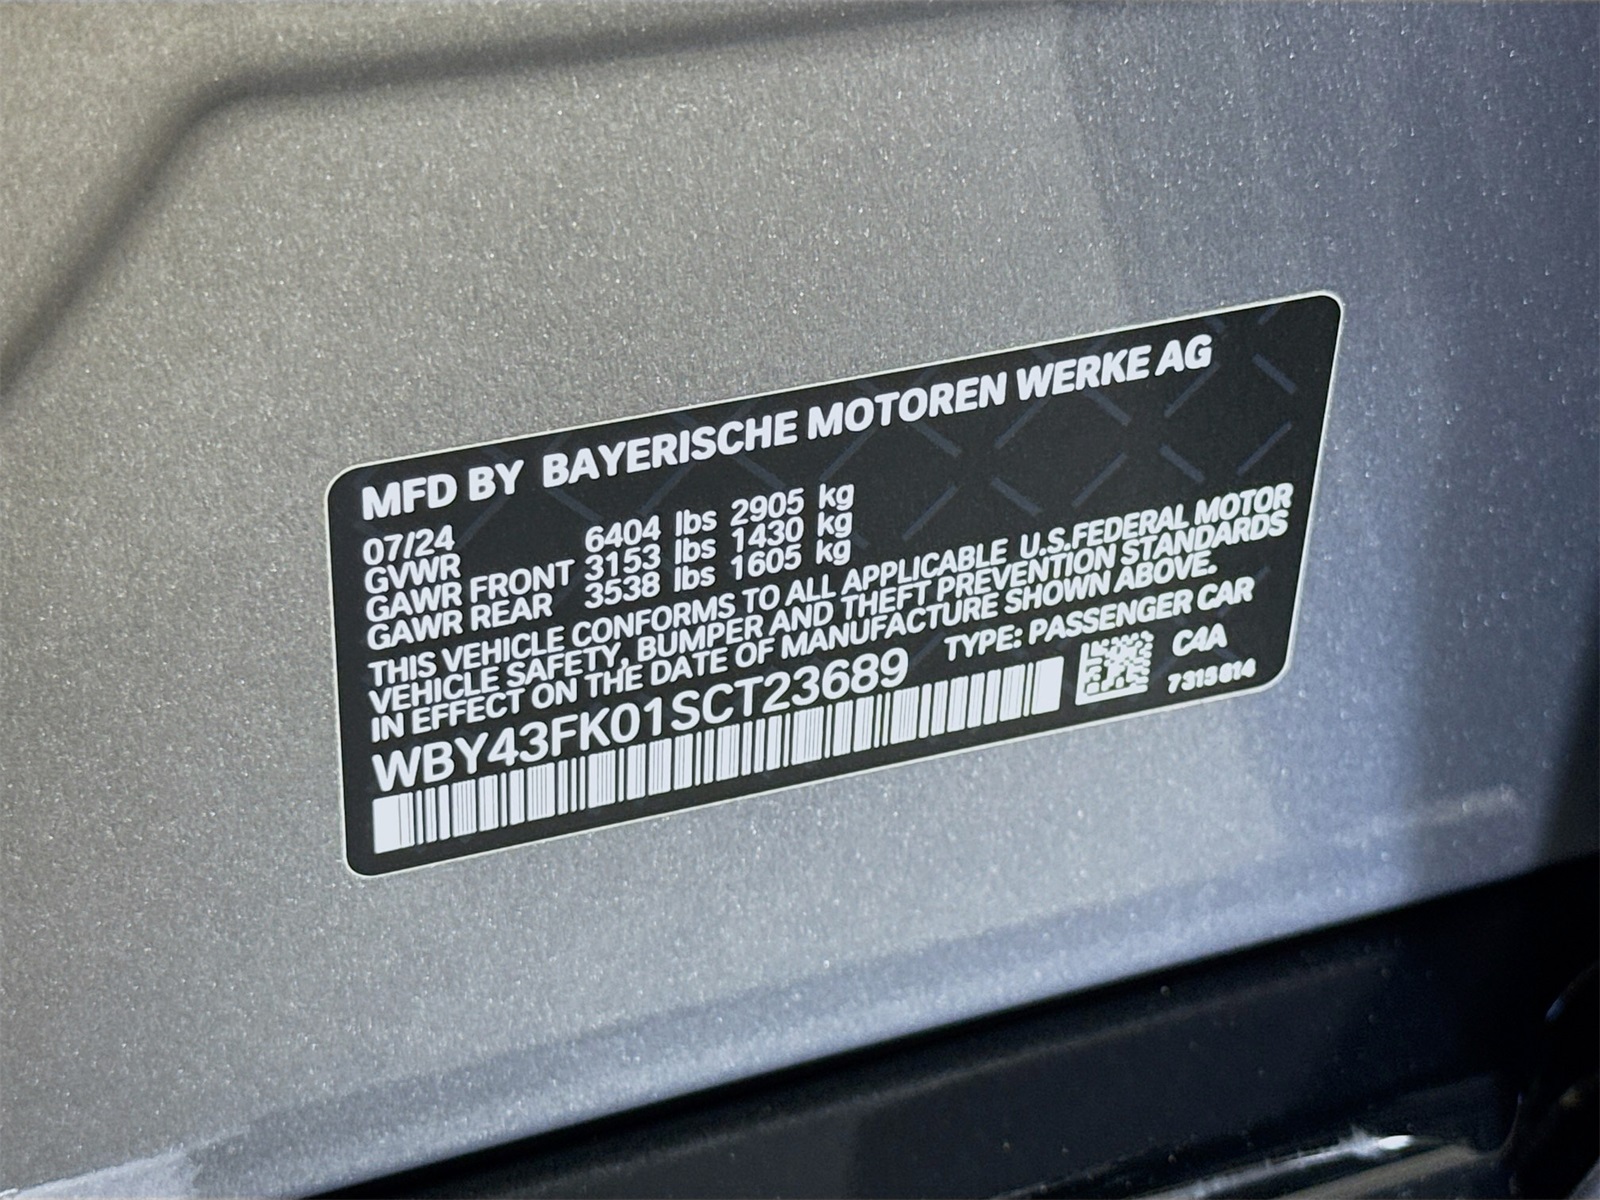 MFD BY BAYERISCHE MOTOREN WERKE AG
07/24
GVWR 6404 lbs 2905 kg
GAWR FRONT 3153 lbs 1430 kg
GAWR REAR 3538 lbs 1605 kg
THIS VEHICLE CONFORMS TO ALL APPLICABLE U.S.FEDERAL MOTOR
VEHICLE SAFETY, BUMPER AND THEFT PREVENTION STANDARDS
IN EFFECT ON THE DATE OF MANUFACTURE SHOWN ABOVE.
WBY43FK01SCT23689 TYPE: PASSENGER CAR
C4A